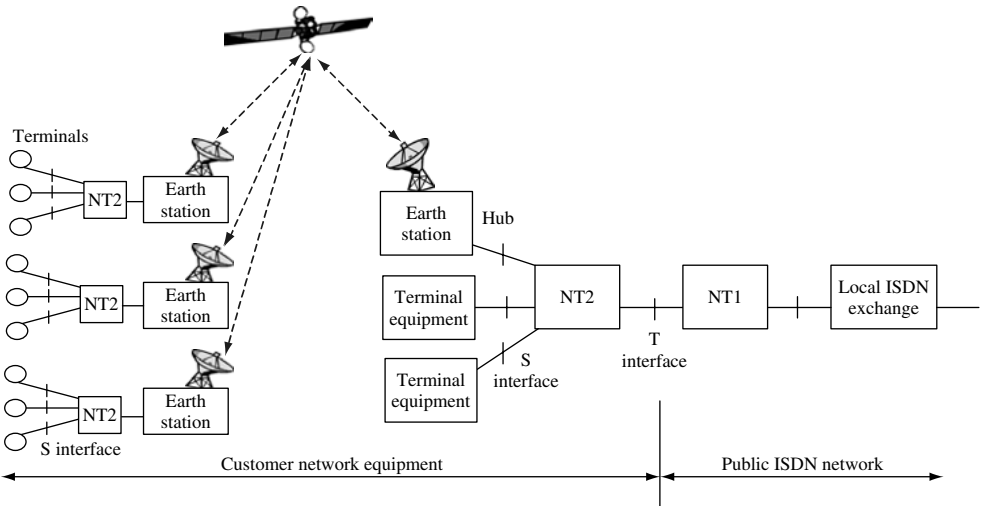 Terminals
NT2
Earth
station
NT2
Earth
station
NT2
Earth
station
S interface
Earth
station
Hub
Terminal
equipment
Terminal
equipment
S
interface
NT2
T
interface
NT1
Local ISDN
exchange
Customer network equipment
Public ISDN network